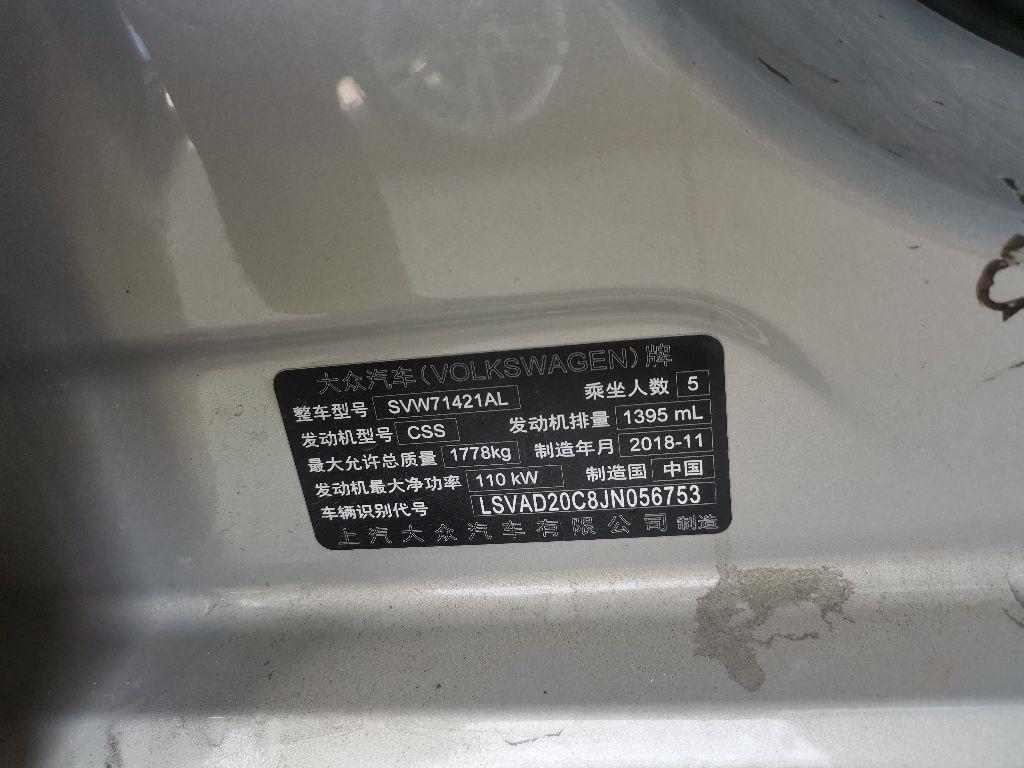 大众汽车(VOLKSWAGEN)牌
整车型号 SVW71421AL 乘坐人数 5
发动机型号 CSS 发动机排量 1395 mL
最大允许总质量 1778kg 制造年月 2018-11
发动机最大净功率 110 kW 制造国 中国
车辆识别代号 LSVAD20C8JN056753
上汽大众汽车有限公司 制造